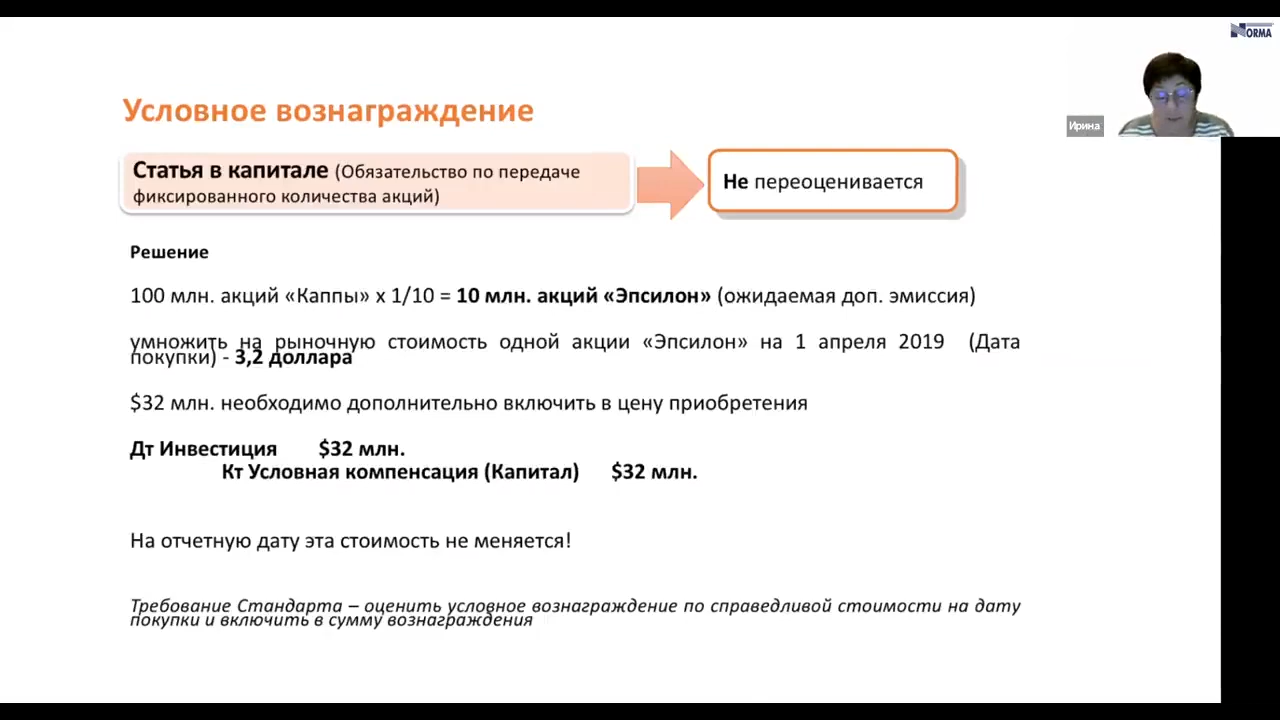 NORMA
Ирина
Условное вознаграждение
Статья в капитале (Обязательство по передаче
фиксированного количества акций)
Не переоценивается
Решение
100 млн. акций «Каппы» х 1/10 = 10 млн. акций «Эпсилон» (ожидаемая доп. эмиссия)
умножить на рыночную стоимость одной акции «Эпсилон» на 1 апреля 2019 (Дата
покупки) - 3,2 доллара
$32 млн. необходимо дополнительно включить в цену приобретения
Дт Инвестиция $32 млн.
Кт Условная компенсация (Капитал) $32 млн.
На отчетную дату эта стоимость не меняется!
Требование Стандарта – оценить условное вознаграждение по справедливой стоимости на дату
покупки и включить в сумму вознаграждения